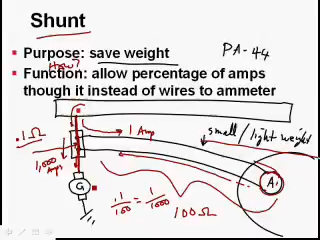 Shunt
• Purpose: save weight
PA-44
How?
• Function: allow percentage of amps
though it instead of wires to ammeter
.1Ω
1 Amp
small / light weight
1,000
Amps
G
.1/100 = 1/1000
100Ω
A